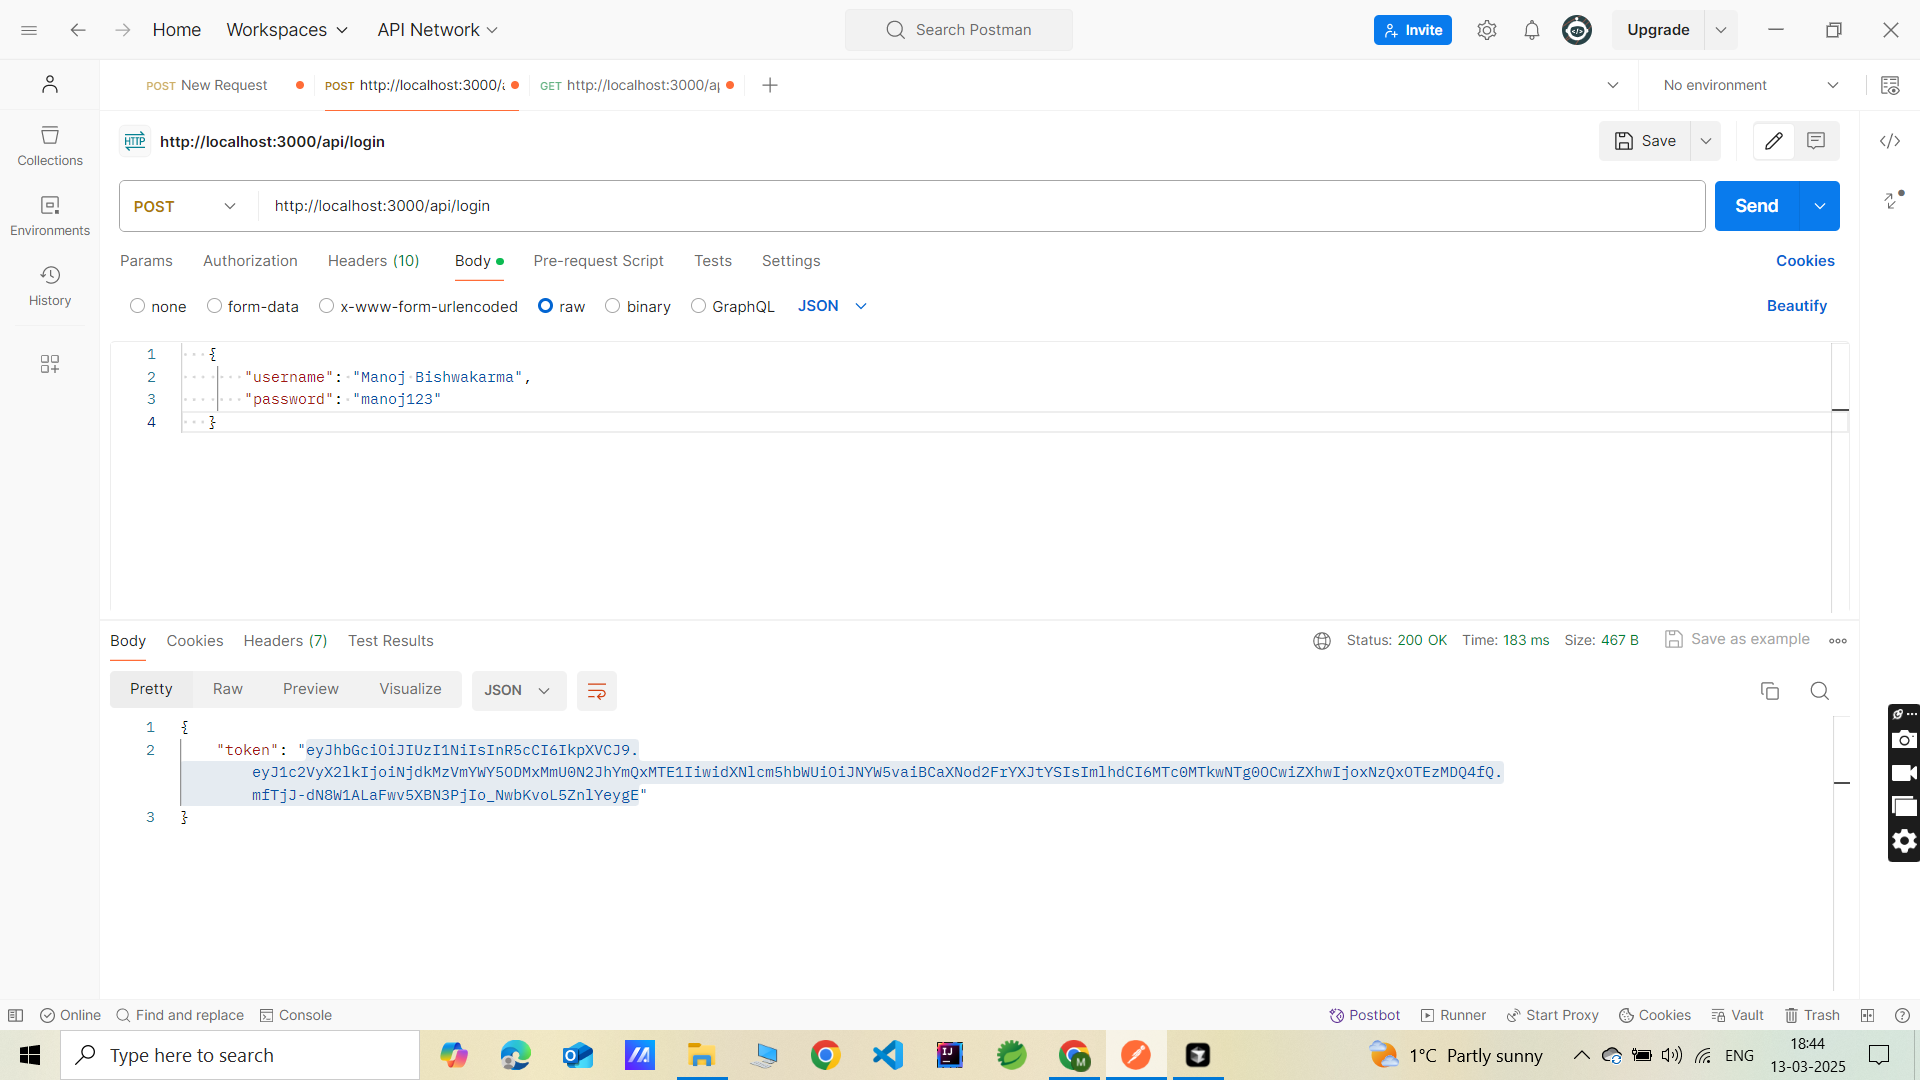 Home Workspaces API Network Search Postman Invite Upgrade
POST New Request POST http://localhost:3000/a GET http://localhost:3000/ap No environment
HTTP http://localhost:3000/api/login Save
Collections
POST http://localhost:3000/api/login Send
Environments
Params Authorization Headers (10) Body Pre-request Script Tests Settings Cookies
History
none form-data x-www-form-urlencoded raw binary GraphQL JSON Beautify
1 {
2 "username": "Manoj Bishwakarma",
3 "password": "manoj123"
4 }
Body Cookies Headers (7) Test Results Status: 200 OK Time: 183 ms Size: 467 B Save as example
Pretty Raw Preview Visualize JSON
1 {
2 "token": "eyJhbGciOiJIUzI1NiIsInR5cCI6IkpXVCJ9.
eyJ1c2VyX2lkIjoiNjdkMzVmYWY5ODMxMmU0N2JhYmQxMTE1IiwidXNlcm5hbWUiOiJNYW5vaiBCaXNod2FrYXJtYSIsImlhdCI6MTc0MTkwNTg0OCwiZXhwIjoxNzQxOTEzMDQ4fQ.
mfTjJ-dN8W1ALaFwv5XBN3PjIo_NwbKvoL5ZnlYeygE"
3 }
Online Find and replace Console Postbot Runner Start Proxy Cookies Vault Trash
Type here to search 1°C Partly sunny ENG 18:44
13-03-2025